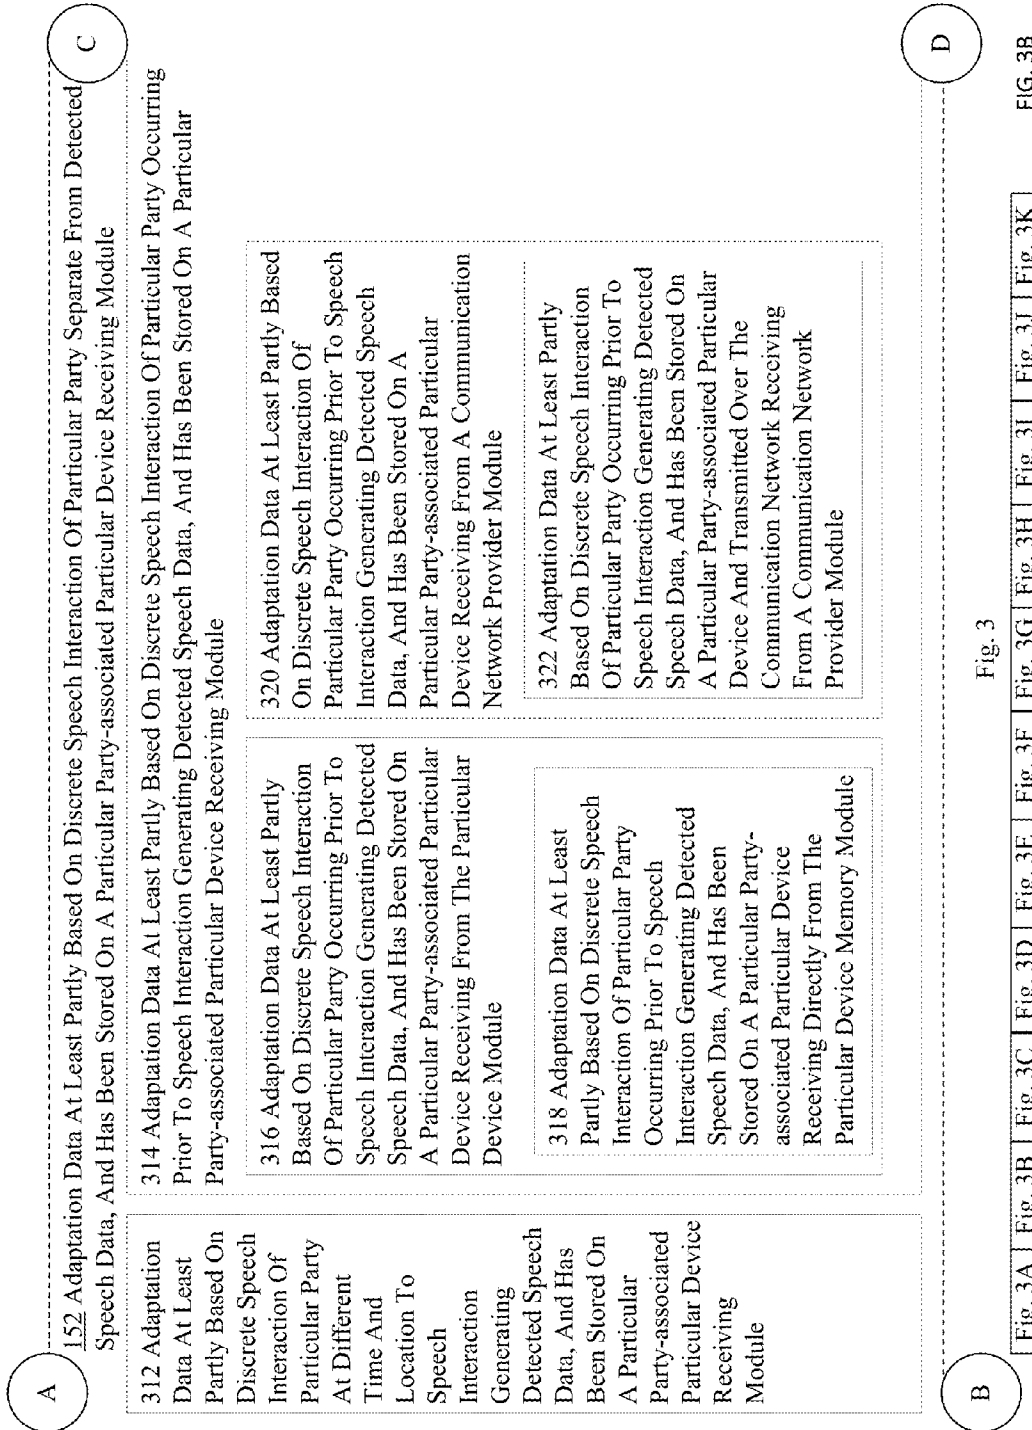 A
C
152 Adaptation Data At Least Partly Based On Discrete Speech Interaction Of Particular Party Separate From Detected
Speech Data, And Has Been Stored On A Particular Party-associated Particular Device Receiving Module
312 Adaptation
Data At Least
Partly Based On
Discrete Speech
Interaction Of
Particular Party
At Different
Time And
Location To
Speech
Interaction
Generating
Detected Speech
Data, And Has
Been Stored On
A Particular
Party-associated
Particular Device
Receiving
Module
314 Adaption Data At Least Partly Based On Discrete Speech Interaction Of Particular Party Occurring
Prior To Speech Interaction Generating Detected Speech Data, And Has Been Stored On A Particular
Party-associated Particular Device Receiving Module
316 Adaptation Data At Least Partly
Based On Discrete Speech Interaction
Of Particular Party Occurring Prior To
Speech Interaction Generating Detected
Speech Data, And Has Been Stored On
A Particular Party-associated Particular
Device Receiving From The Particular
Device Module
318 Adaptation Data At Least
Partly Based On Discrete Speech
Interaction Of Particular Party
Occurring Prior To Speech
Interaction Generating Detected
Speech Data, And Has Been
Stored On A Particular Party-
associated Particular Device
Receiving Directly From The
Particular Device Memory Module
320 Adaptation Data At Least Partly Based
On Discrete Speech Interaction Of
Particular Party Occurring Prior To Speech
Interaction Generating Detected Speech
Data, And Has Been Stored On A
Particular Party-associated Particular
Device Receiving From A Communication
Network Provider Module
322 Adaptation Data At Least Partly
Based On Discrete Speech Interaction
Of Particular Party Occurring Prior To
Speech Interaction Generating Detected
Speech Data, And Has Been Stored On
A Particular Party-associated Particular
Device And Transmitted Over The
Communication Network Receiving
From A Communication Network
Provider Module
B
D
Fig. 3
Fig. 3A Fig. 3B Fig. 3C Fig. 3D Fig. 3E Fig. 3F Fig. 3G Fig. 3H Fig. 3I Fig. 3J Fig. 3K
FIG. 3B